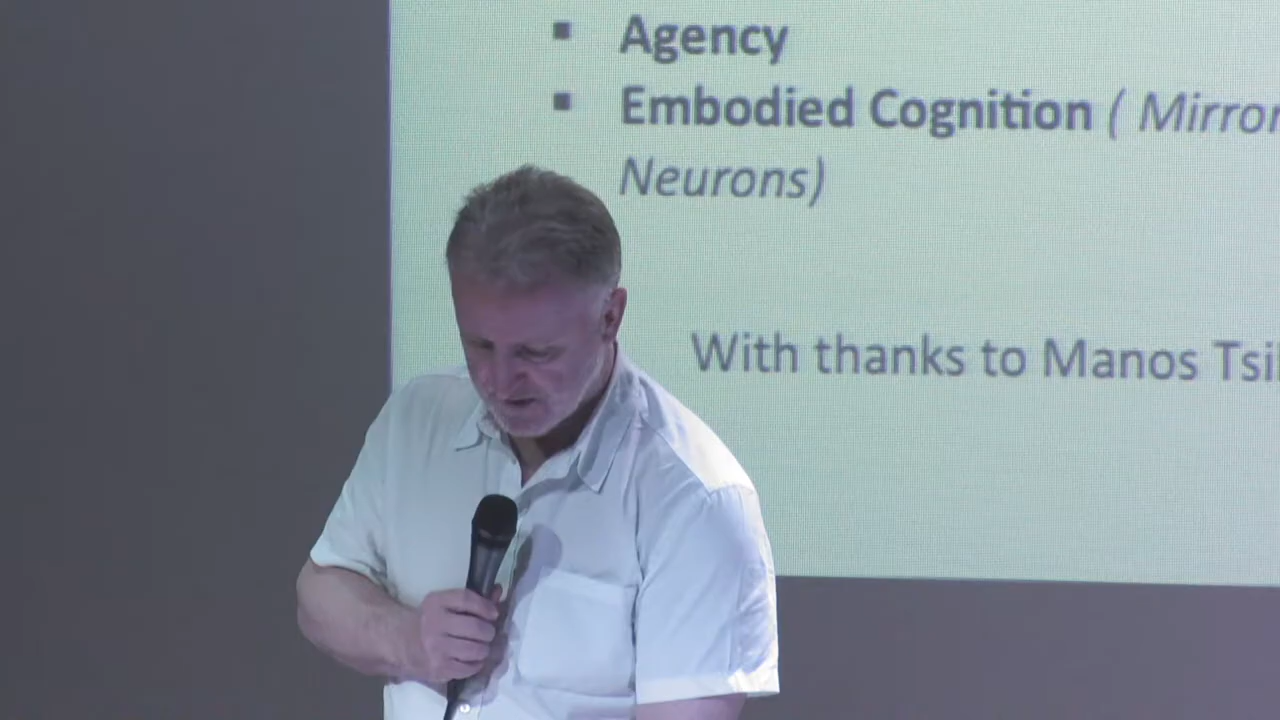 ▪ Agency
▪ Embodied Cognition ( Mirror
Neurons)
With thanks to Manos